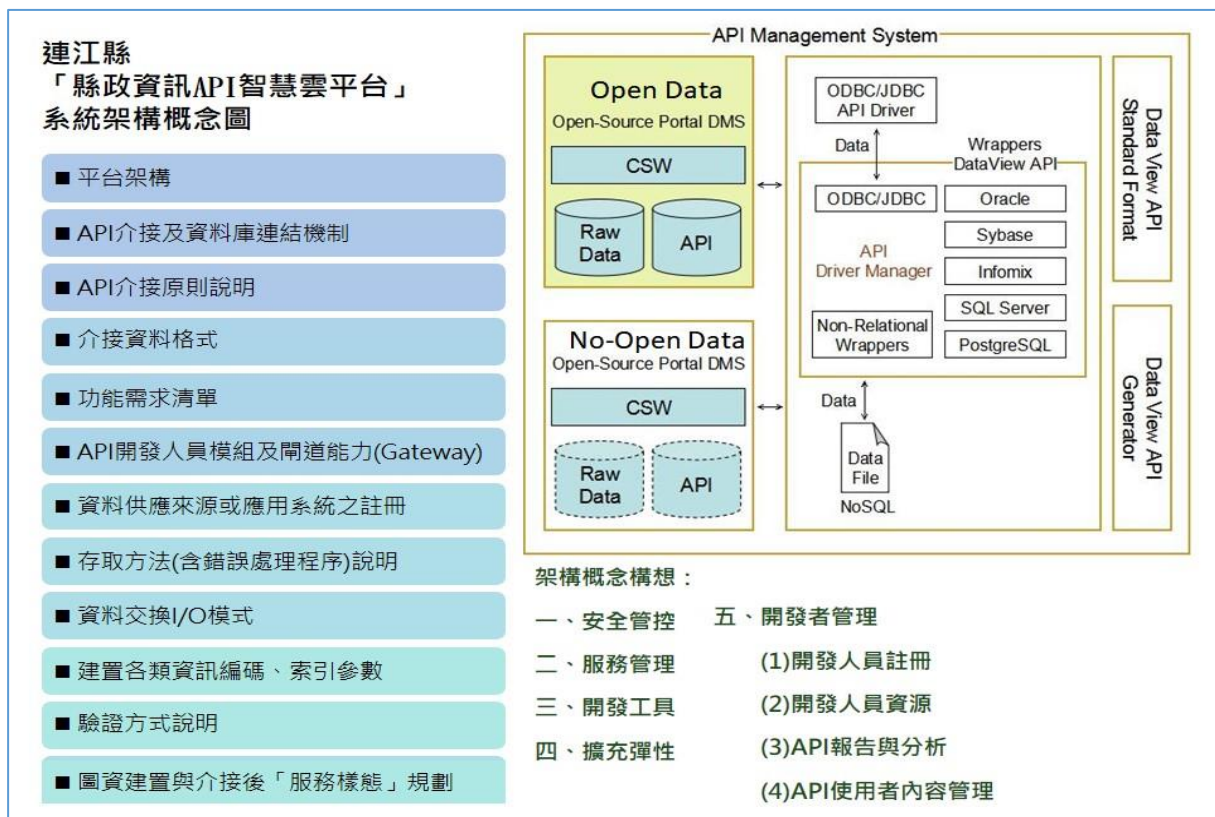 連江縣
「縣政資訊API智慧雲平台」
系統架構概念圖
■ 平台架構
■ API介接及資料庫連結機制
■ API介接原則說明
■ 介接資料格式
■ 功能需求清單
■ API開發人員模組及閘道能力(Gateway)
■ 資料供應來源或應用系統之註冊
■ 存取方法(含錯誤處理程序)說明
■ 資料交換I/O模式
■ 建置各類資訊編碼、索引參數
■ 驗證方式說明
■ 圖資建置與介接後「服務樣態」規劃
API Management System
Open Data
Open-Source Portal DMS
CSW
Raw
Data
API
No-Open Data
Open-Source Portal DMS
CSW
Raw
Data
API
ODBC/JDBC
API Driver
Data
Wrappers
DataView API
ODBC/JDBC
API
Driver Manager
Non-Relational
Wrappers
Oracle
Sybase
Infomix
SQL Server
PostgreSQL
Data
Data
File
NoSQL
Data View API
Standard Format
Data View API
Generator
架構概念構想：
一、安全管控
二、服務管理
三、開發工具
四、擴充彈性
五、開發者管理
(1)開發人員註冊
(2)開發人員資源
(3)API報告與分析
(4)API使用者內容管理